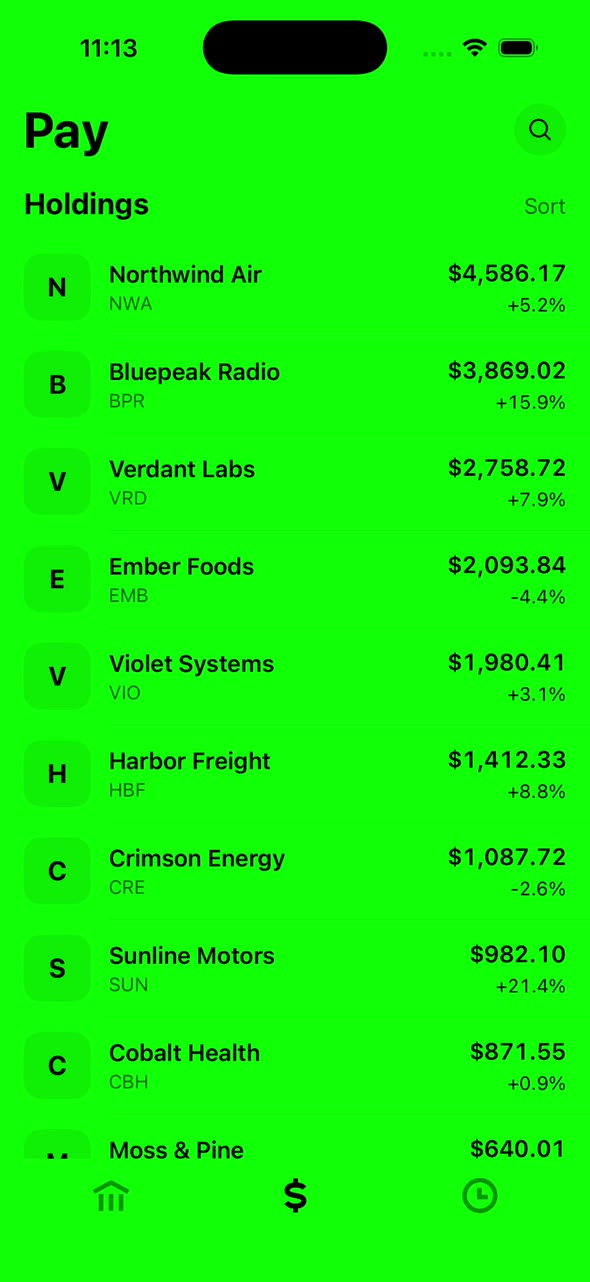 11:13
Pay
Holdings
Sort
N
Northwind Air
$4,586.17
NWA
+5.2%
B
Bluepeak Radio
$3,869.02
BPR
+15.9%
V
Verdant Labs
$2,758.72
VRD
+7.9%
E
Ember Foods
$2,093.84
EMB
-4.4%
V
Violet Systems
$1,980.41
VIO
+3.1%
H
Harbor Freight
$1,412.33
HBF
+8.8%
C
Crimson Energy
$1,087.72
CRE
-2.6%
S
Sunline Motors
$982.10
SUN
+21.4%
C
Cobalt Health
$871.55
CBH
+0.9%
M
Moss & Pine
$640.01
$